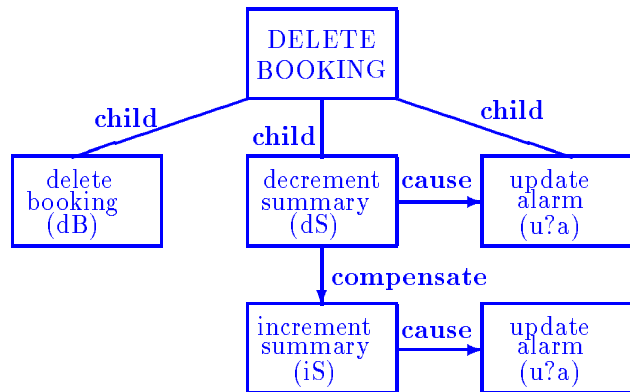 DELETE
BOOKING
child
child
child
delete
booking
(dB)
decrement
summary
(dS)
cause
update
alarm
(u?a)
compensate
increment
summary
(iS)
cause
update
alarm
(u?a)